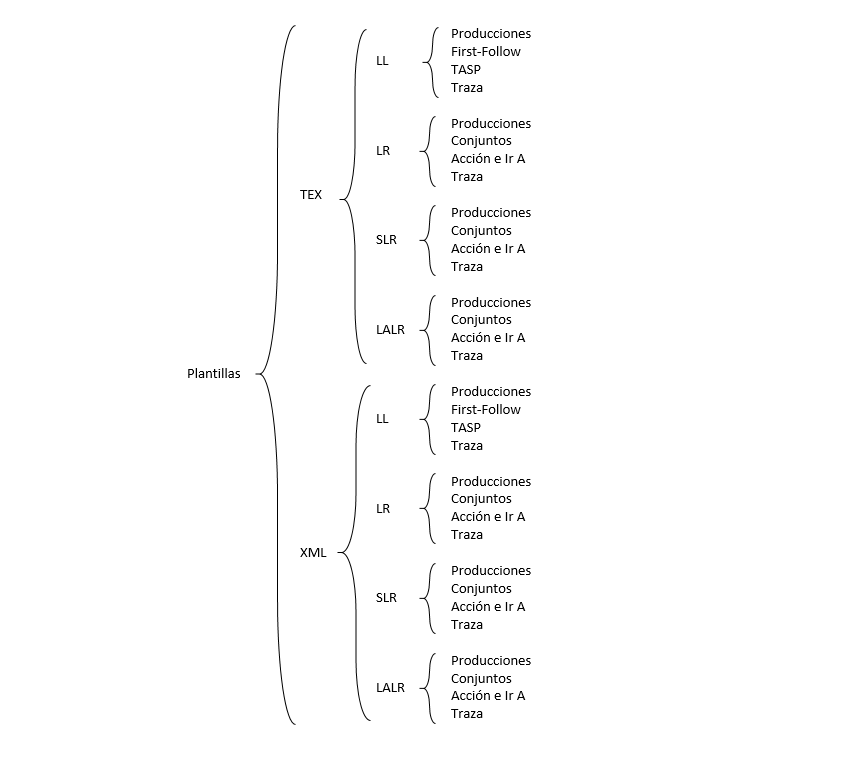 Plantillas
TEX
LL
Producciones
First-Follow
TASP
Traza
LR
Producciones
Conjuntos
Acción e Ir A
Traza
SLR
Producciones
Conjuntos
Acción e Ir A
Traza
LALR
Producciones
Conjuntos
Acción e Ir A
Traza
XML
LL
Producciones
First-Follow
TASP
Traza
LR
Producciones
Conjuntos
Acción e Ir A
Traza
SLR
Producciones
Conjuntos
Acción e Ir A
Traza
LALR
Producciones
Conjuntos
Acción e Ir A
Traza